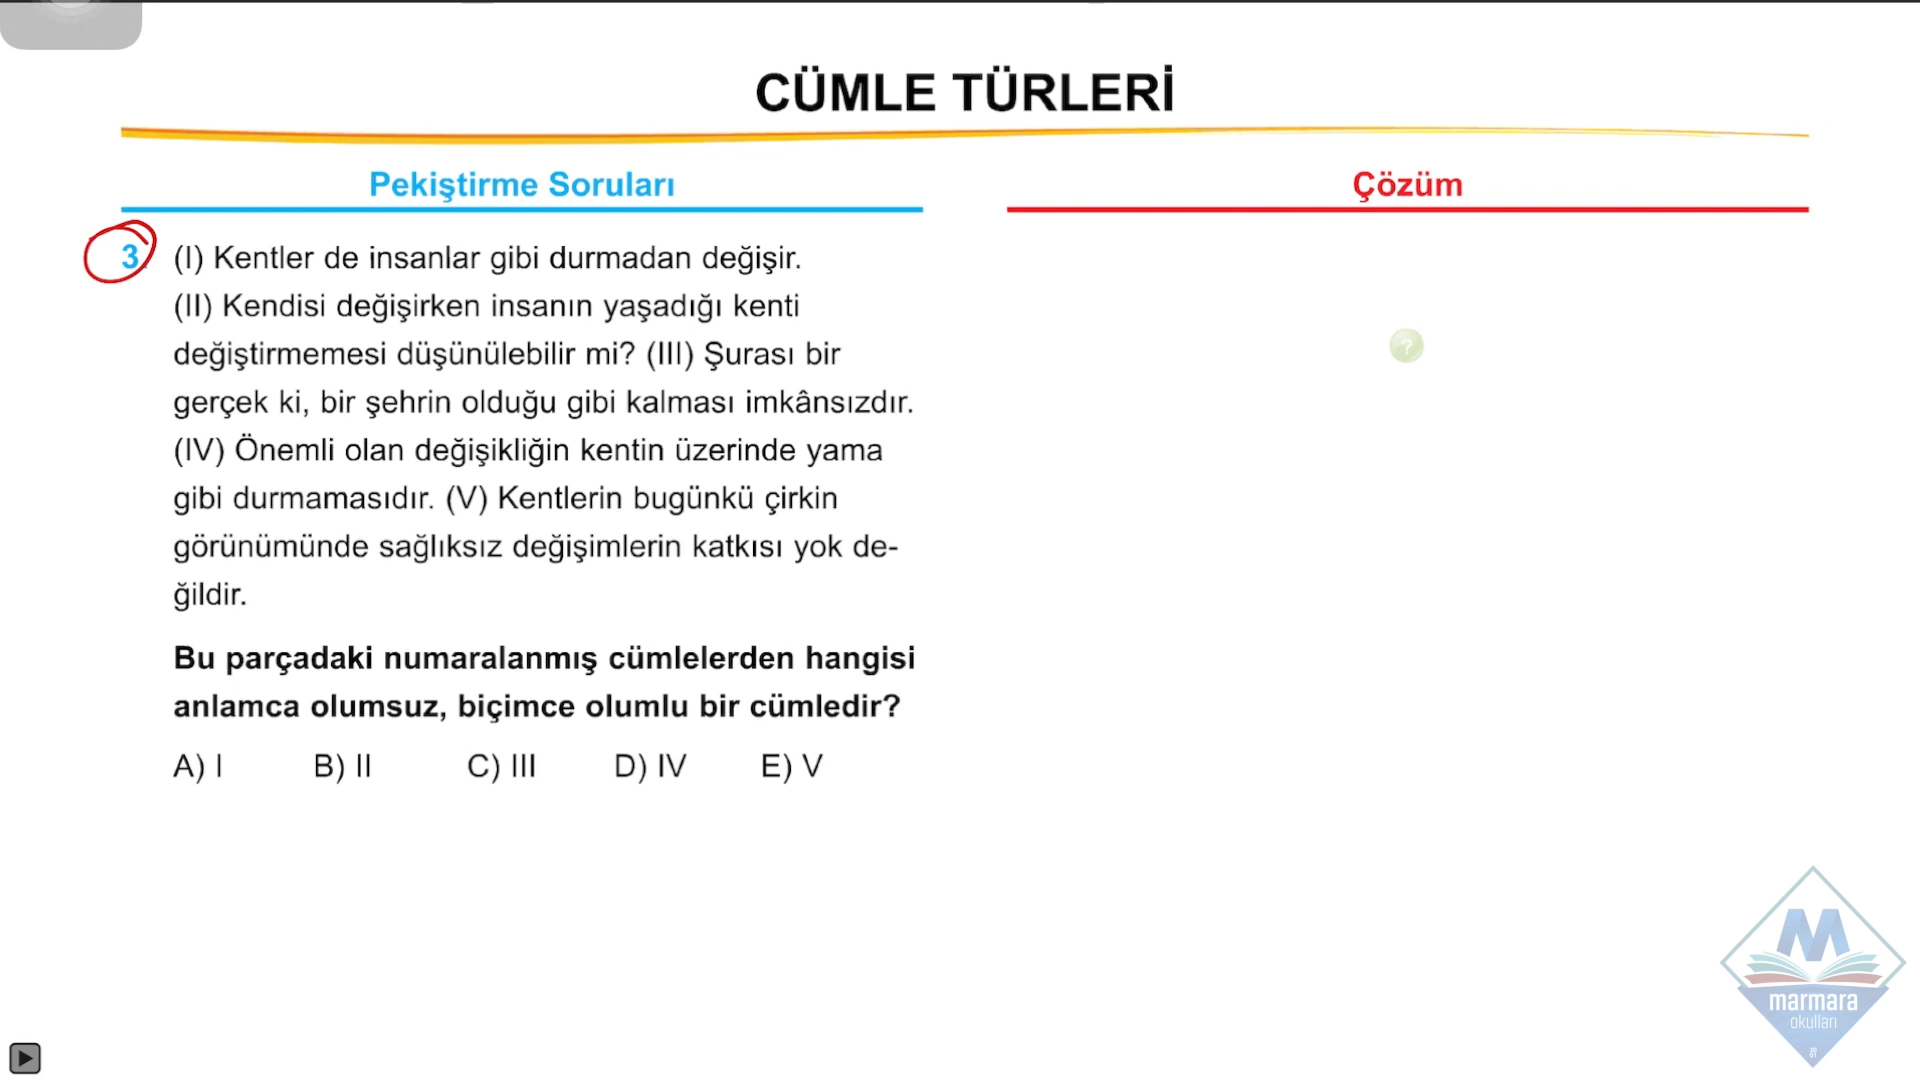 CÜMLE TÜRLERİ
Pekiştirme Soruları
Çözüm
3. (I) Kentler de insanlar gibi durmadan değişir.
(II) Kendisi değişirken insanın yaşadığı kenti
değiştirmemesi düşünülebilir mi? (III) Şurası bir
gerçek ki, bir şehrin olduğu gibi kalması imkânsızdır.
(IV) Önemli olan değişikliğin kentin üzerinde yama
gibi durmamasıdır. (V) Kentlerin bugünkü çirkin
görünümünde sağlıksız değişimlerin katkısı yok de-
ğildir.
Bu parçadaki numaralanmış cümlelerden hangisi
anlamca olumsuz, biçimce olumlu bir cümledir?
A) I B) II C) III D) IV E) V
?
M
marmara
okulları